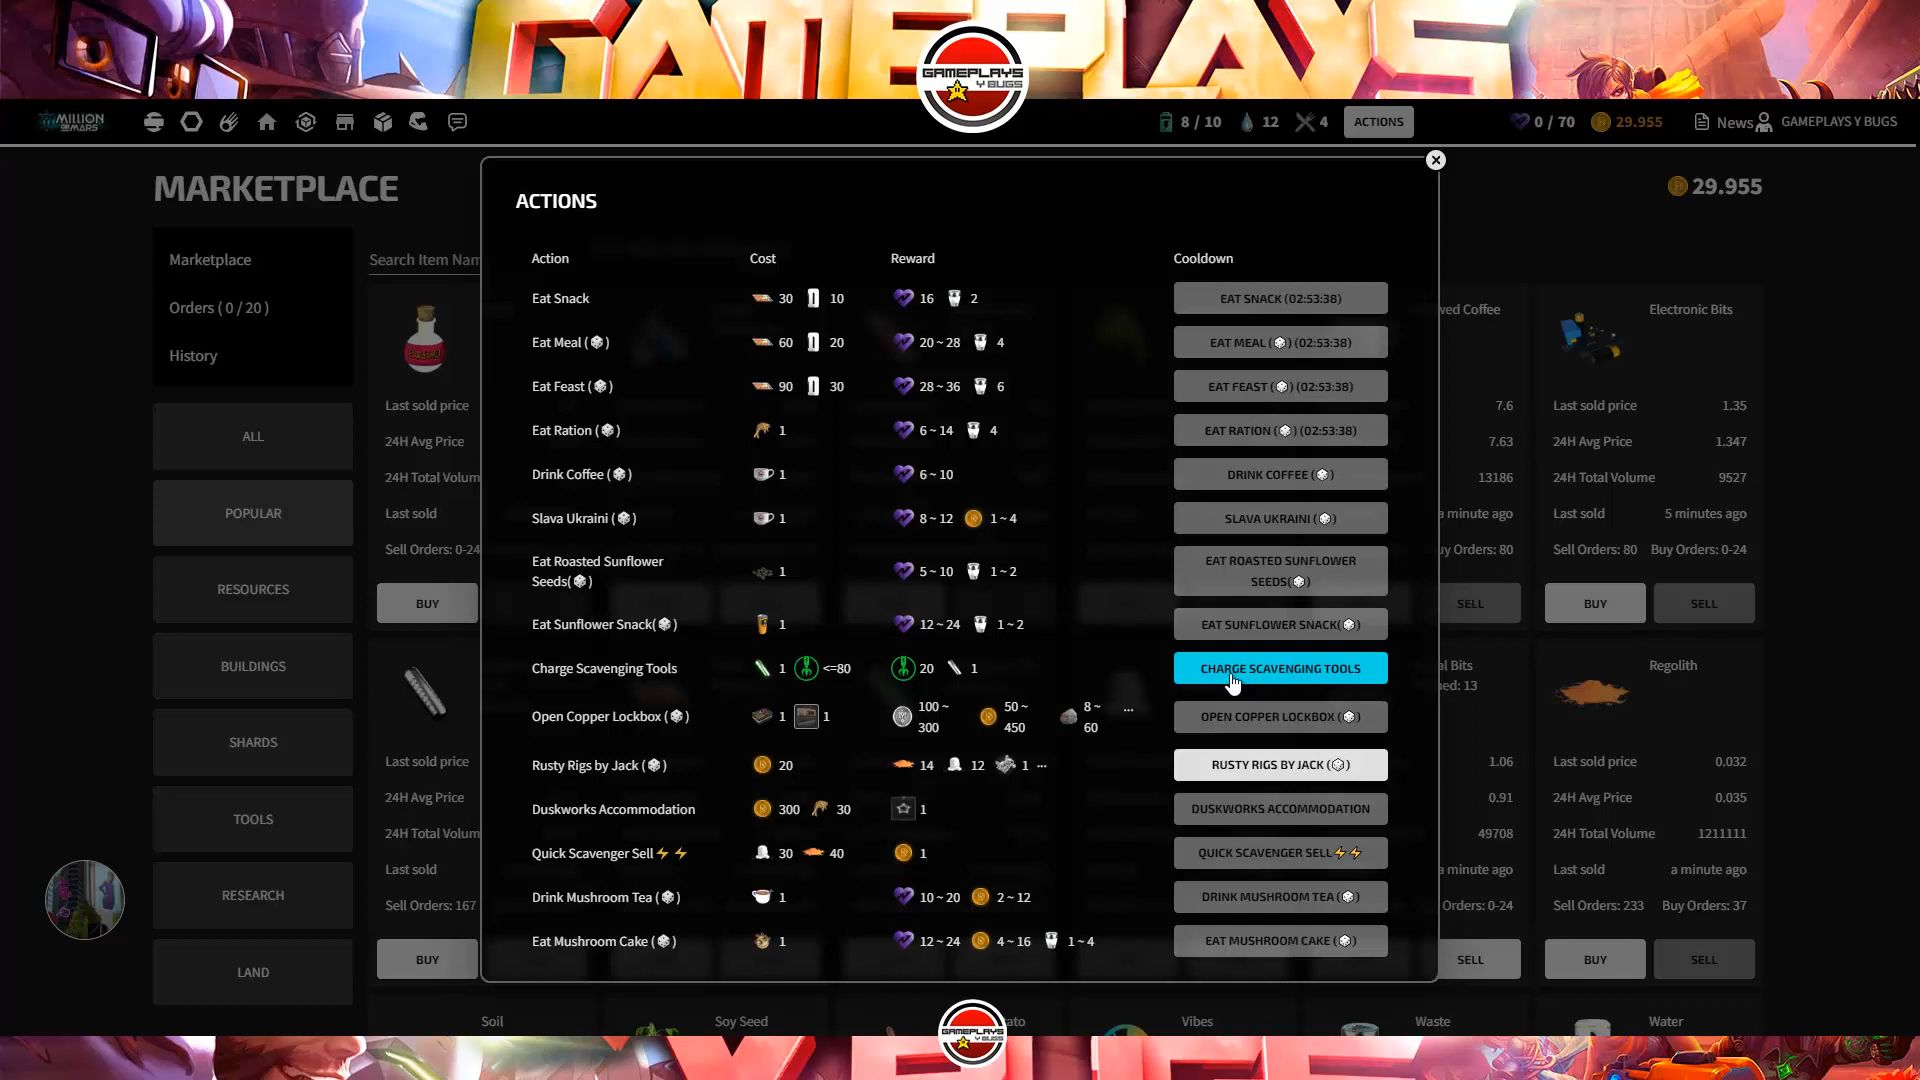 GAMEPLAYS
GAMEPLAYS
Y BUGS
MILLION
ON MARS
8 / 10
12
4
ACTIONS
0 / 70
29.955
News
GAMEPLAYS Y BUGS
MARKETPLACE
29.955
Marketplace
Orders ( 0 / 20 )
History
ALL
POPULAR
RESOURCES
BUILDINGS
SHARDS
TOOLS
RESEARCH
LAND
Search Item Nam
Last sold price
24H Avg Price
24H Total Volum
Last sold
Sell Orders: 0-24
BUY
Last sold price
24H Avg Price
24H Total Volum
Last sold
Sell Orders: 167
BUY
ACTIONS
Action Cost Reward Cooldown
Eat Snack 30 10 16 2 EAT SNACK (02:53:38)
Eat Meal ( ) 60 20 20 ~ 28 4 EAT MEAL ( ) (02:53:38)
Eat Feast ( ) 90 30 28 ~ 36 6 EAT FEAST ( ) (02:53:38)
Eat Ration ( ) 1 6 ~ 14 4 EAT RATION ( ) (02:53:38)
Drink Coffee ( ) 1 6 ~ 10 DRINK COFFEE ( )
Slava Ukraini ( ) 1 8 ~ 12 1 ~ 4 SLAVA UKRAINI ( )
Eat Roasted Sunflower
Seeds( ) 1 5 ~ 10 1 ~ 2 EAT ROASTED SUNFLOWER
SEEDS( )
Eat Sunflower Snack( ) 1 12 ~ 24 1 ~ 2 EAT SUNFLOWER SNACK( )
Charge Scavenging Tools 1 <=80 20 1 CHARGE SCAVENGING TOOLS
Open Copper Lockbox ( ) 1 1 100 ~ 300 50 ~ 450 8 ~ 60 ... OPEN COPPER LOCKBOX ( )
Rusty Rigs by Jack ( ) 20 14 12 1 ... RUSTY RIGS BY JACK ( )
Duskworks Accommodation 300 30 1 DUSKWORKS ACCOMMODATION
Quick Scavenger Sell 30 40 1 QUICK SCAVENGER SELL
Drink Mushroom Tea ( ) 1 10 ~ 20 2 ~ 12 DRINK MUSHROOM TEA ( )
Eat Mushroom Cake ( ) 1 12 ~ 24 4 ~ 16 1 ~ 4 EAT MUSHROOM CAKE ( )
wed Coffee
7.6
7.63
13186
a minute ago
uy Orders: 80
SELL
Electronic Bits
Last sold price 1.35
24H Avg Price 1.347
24H Total Volume 9527
Last sold 5 minutes ago
Sell Orders: 80 Buy Orders: 0-24
BUY SELL
al Bits
ned: 13
1.06
0.91
49708
a minute ago
Orders: 0-24
SELL
Regolith
Last sold price 0.032
24H Avg Price 0.035
24H Total Volume 1211111
Last sold a minute ago
Sell Orders: 233 Buy Orders: 37
BUY SELL
Soil
Soy Seed
ato
Vibes
Waste
Water
GAMEPLAYS
Y BUGS